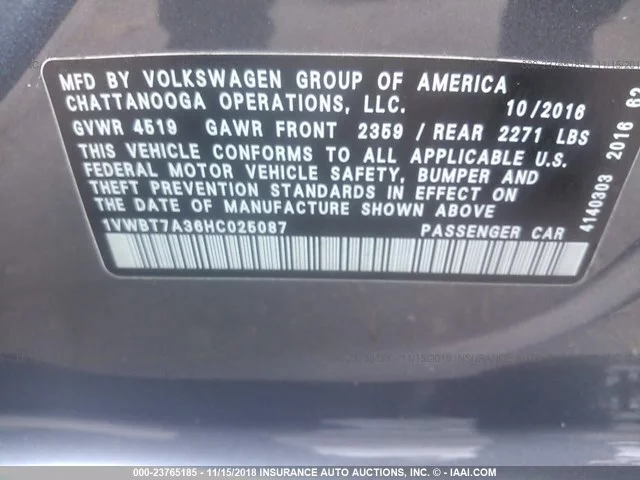 MFD BY VOLKSWAGEN GROUP OF AMERICA
CHATTANOOGA OPERATIONS, LLC. 10/2016
GVWR 4519 GAWR FRONT 2359 / REAR 2271 LBS
THIS VEHICLE CONFORMS TO ALL APPLICABLE U.S.
FEDERAL MOTOR VEHICLE SAFETY, BUMPER AND
THEFT PREVENTION STANDARDS IN EFFECT ON
THE DATE OF MANUFACTURE SHOWN ABOVE
1VWBT7A36HC025087 PASSENGER CAR
4140303 2016 62
000-23765185 - 11/15/2018 INSURANCE AUTO AUCTIONS, INC. (C) - IAAI.COM